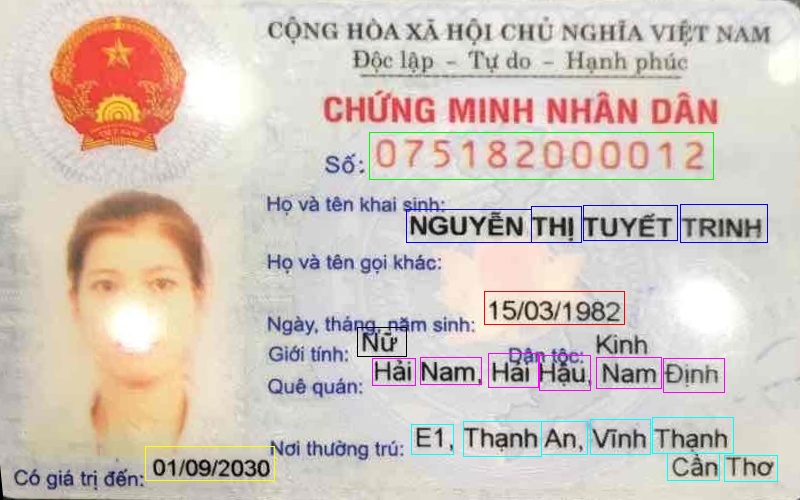 CỘNG HÒA XÃ HỘI CHỦ NGHĨA VIỆT NAM
Độc lập - Tự do - Hạnh phúc
CHỨNG MINH NHÂN DÂN
Số: 075182000012
Họ và tên khai sinh:
NGUYỄN THỊ TUYẾT TRINH
Họ và tên gọi khác:
Ngày, tháng, năm sinh: 15/03/1982
Giới tính: Nữ Dân tộc: Kinh
Quê quán: Hải Nam, Hải Hậu, Nam Định
Nơi thường trú: E1, Thạnh An, Vĩnh Thạnh
Cần Thơ
Có giá trị đến: 01/09/2030